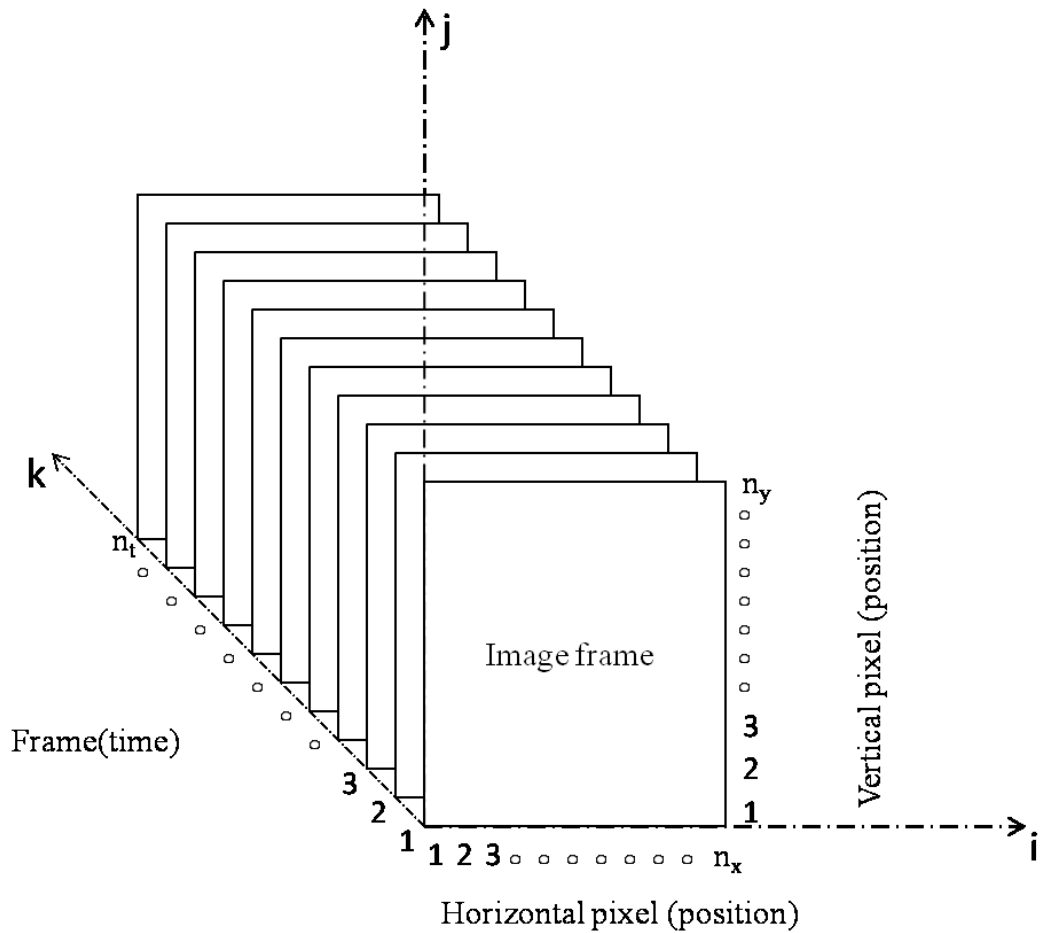 j
k
n_y
n_t
Image frame
Vertical pixel (position)
3
2
1
Frame(time)
3
2
1
1 2 3
n_x
i
Horizontal pixel (position)